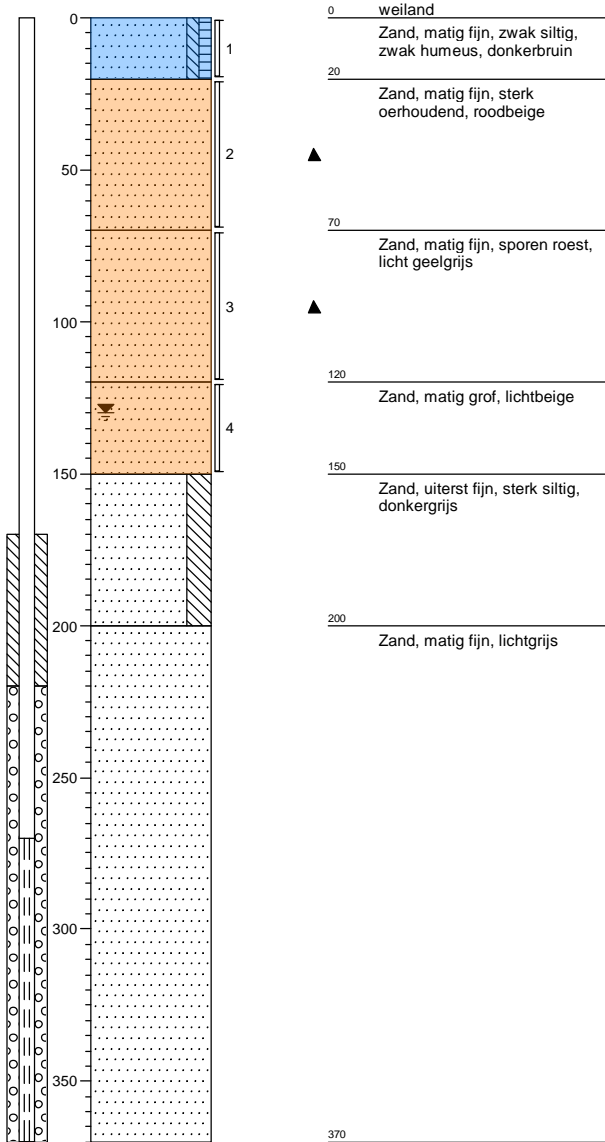 0
50
100
150
200
250
300
350
1
2
3
4
0
weiland
Zand, matig fijn, zwak siltig,
zwak humeus, donkerbruin
20
Zand, matig fijn, sterk
oerhoudend, roodbeige
70
Zand, matig fijn, sporen roest,
licht geelgrijs
120
Zand, matig grof, lichtbeige
150
Zand, uiterst fijn, sterk siltig,
donkergrijs
200
Zand, matig fijn, lichtgrijs
370